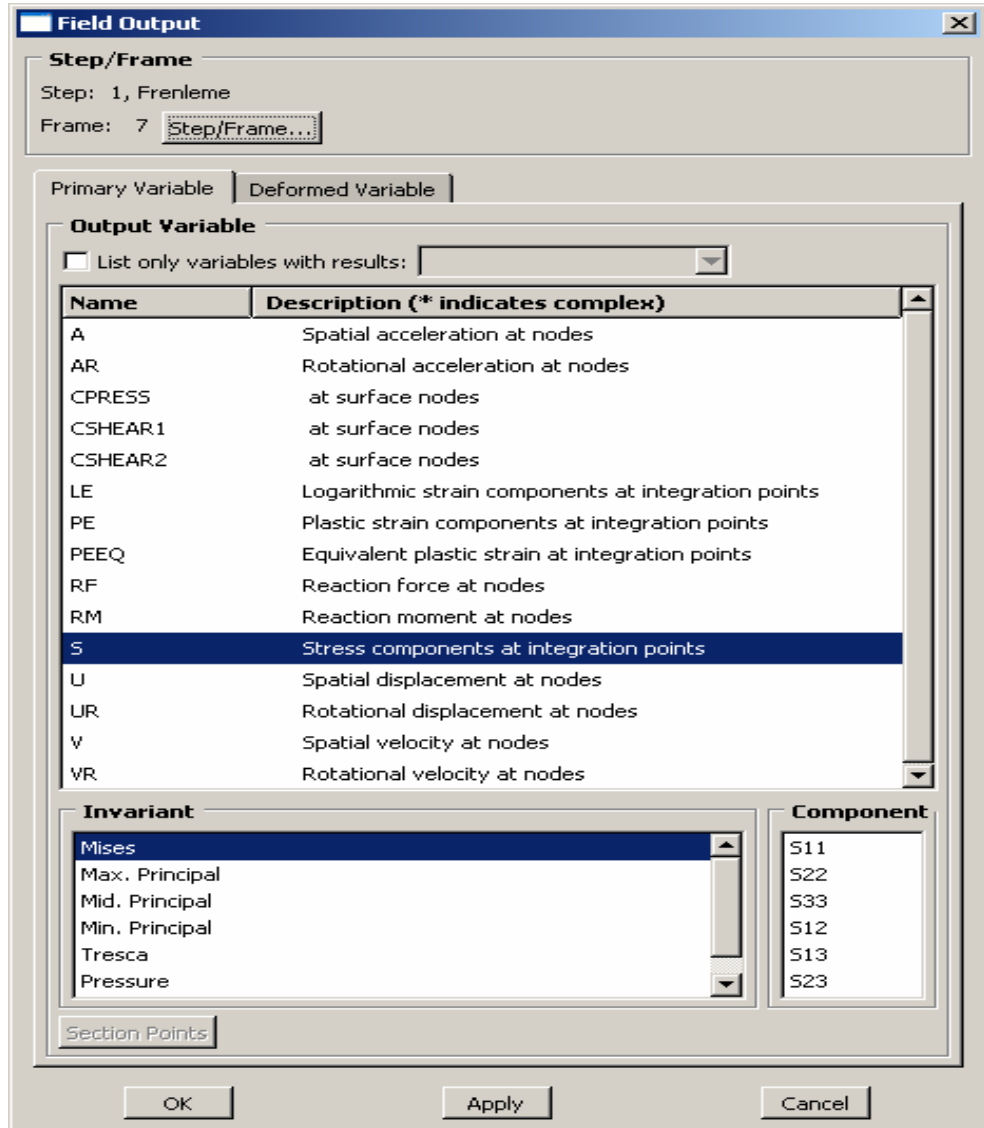 Field Output
Step/Frame
Step: 1, Frenleme
Frame: 7 Step/Frame...
Primary Variable Deformed Variable
Output Variable
List only variables with results:
Name Description (* indicates complex)
A Spatial acceleration at nodes
AR Rotational acceleration at nodes
CPRESS at surface nodes
CSHEAR1 at surface nodes
CSHEAR2 at surface nodes
LE Logarithmic strain components at integration points
PE Plastic strain components at integration points
PEEQ Equivalent plastic strain at integration points
RF Reaction force at nodes
RM Reaction moment at nodes
S Stress components at integration points
U Spatial displacement at nodes
UR Rotational displacement at nodes
V Spatial velocity at nodes
VR Rotational velocity at nodes
Invariant
Mises
Max. Principal
Mid. Principal
Min. Principal
Tresca
Pressure
Component
S11
S22
S33
S12
S13
S23
Section Points
OK Apply Cancel